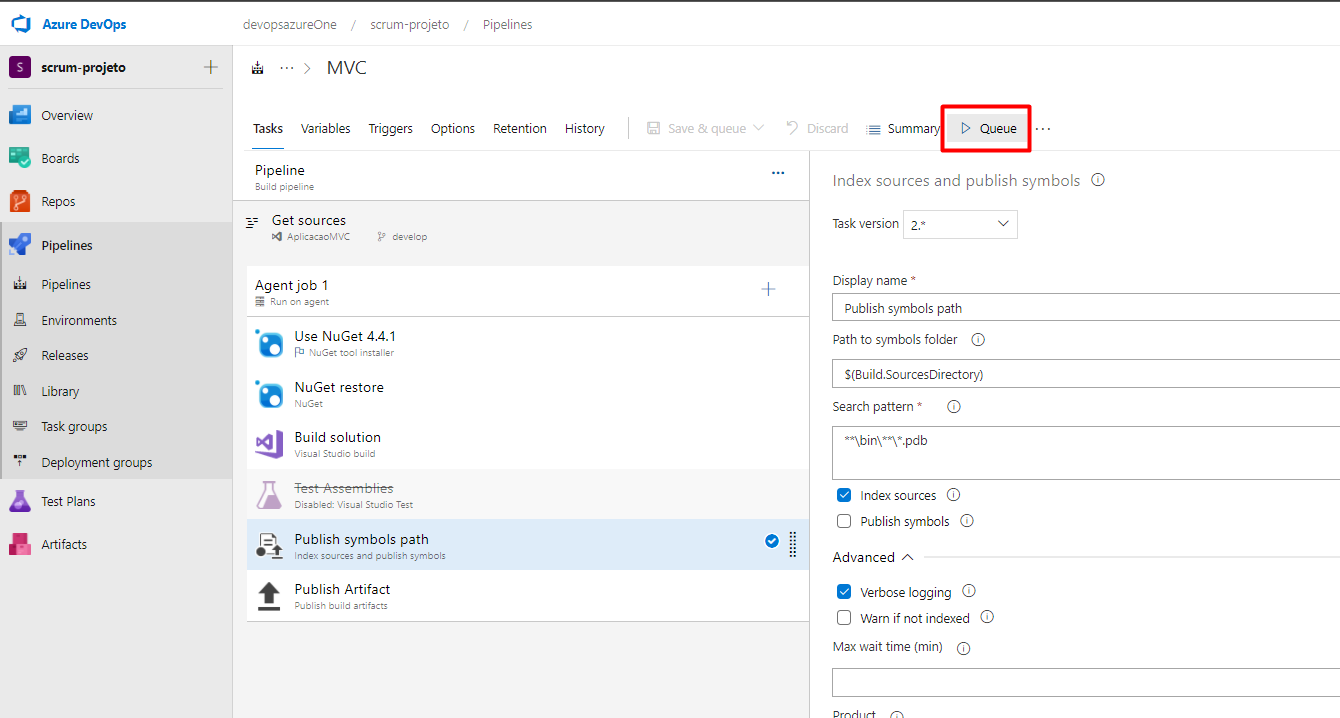 Azure DevOps
devopsazureOne / scrum-projeto / Pipelines
S scrum-projeto
Overview
Boards
Repos
Pipelines
Pipelines
Environments
Releases
Library
Task groups
Deployment groups
Test Plans
Artifacts
··· > MVC
Tasks Variables Triggers Options Retention History Save & queue Discard Summary Queue ···
Pipeline ···
Build pipeline
Get sources
AplicacaoMVC develop
Agent job 1
Run on agent
Use NuGet 4.4.1
NuGet tool installer
NuGet restore
NuGet
Build solution
Visual Studio build
Test Assemblies
Disabled: Visual Studio Test
Publish symbols path
Index sources and publish symbols
Publish Artifact
Publish build artifacts
Index sources and publish symbols
Task version 2.*
Display name *
Publish symbols path
Path to symbols folder
$(Build.SourcesDirectory)
Search pattern *
**\bin\**\*.pdb
Index sources
Publish symbols
Advanced
Verbose logging
Warn if not indexed
Max wait time (min)
Product